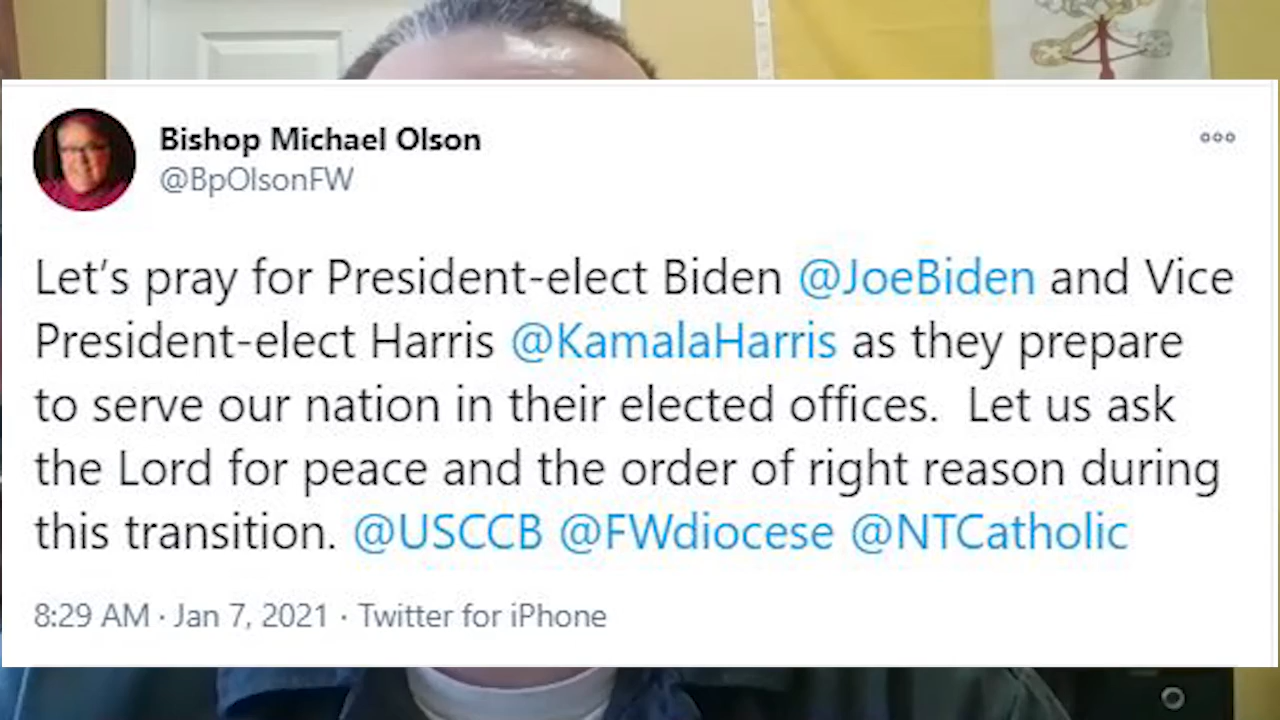 Bishop Michael Olson
@BpOlsonFW
Let’s pray for President-elect Biden @JoeBiden and Vice
President-elect Harris @KamalaHarris as they prepare
to serve our nation in their elected offices.  Let us ask
the Lord for peace and the order of right reason during
this transition. @USCCB @FWdiocese @NTCatholic
8:29 AM · Jan 7, 2021 · Twitter for iPhone